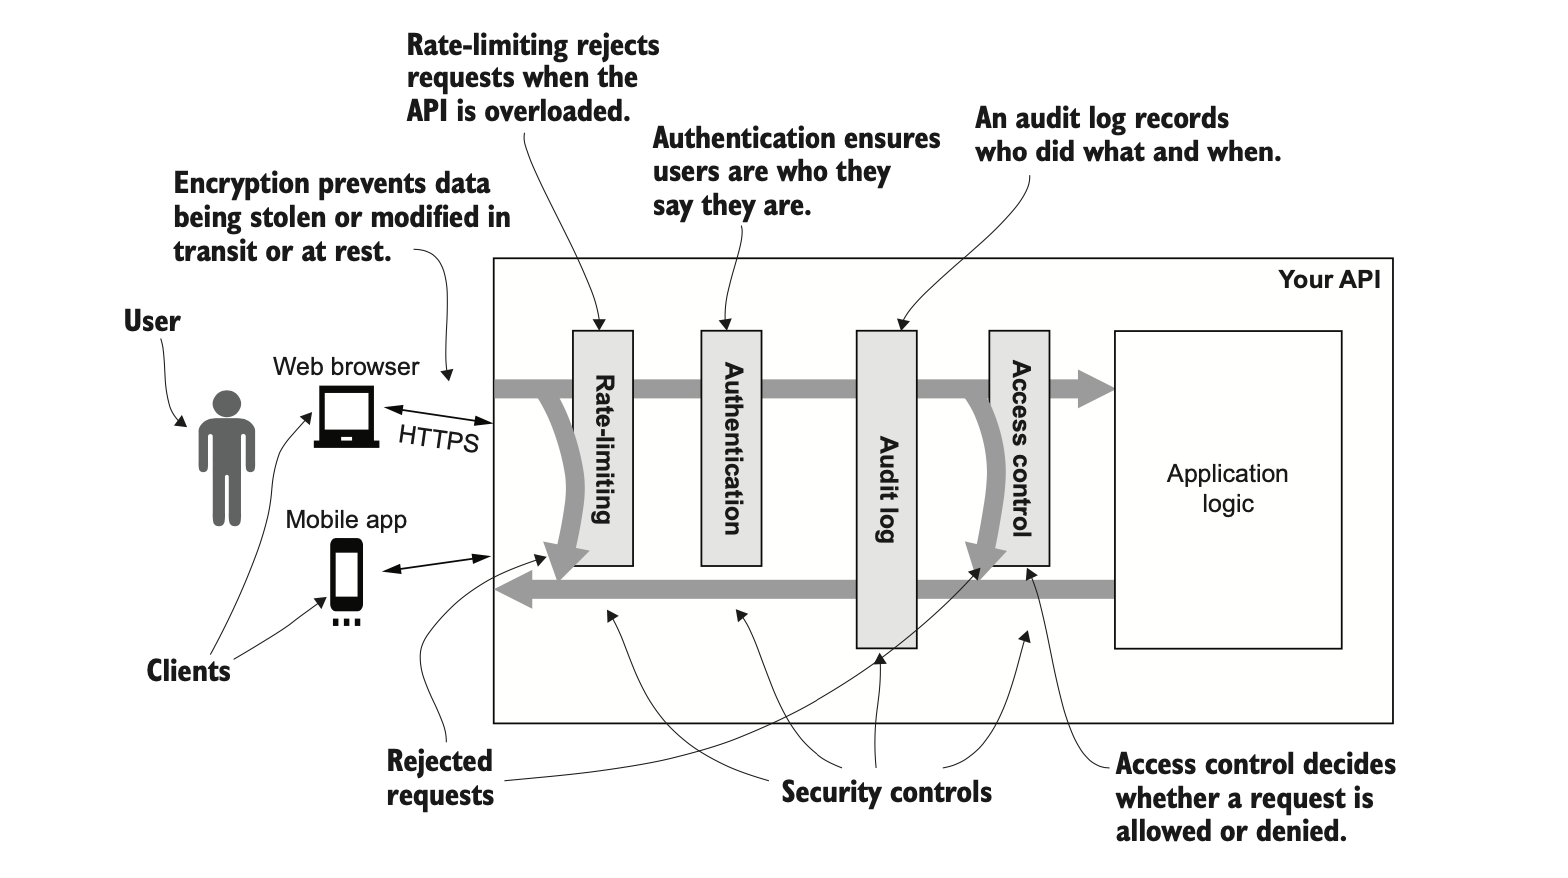 Rate-limiting rejects
requests when the
API is overloaded.
Authentication ensures
users are who they
say they are.
An audit log records
who did what and when.
Encryption prevents data
being stolen or modified in
transit or at rest.
Your API
User
Web browser
HTTPS
Mobile app
Clients
Rate-limiting
Authentication
Audit log
Access control
Application
logic
Rejected
requests
Security controls
Access control decides
whether a request is
allowed or denied.